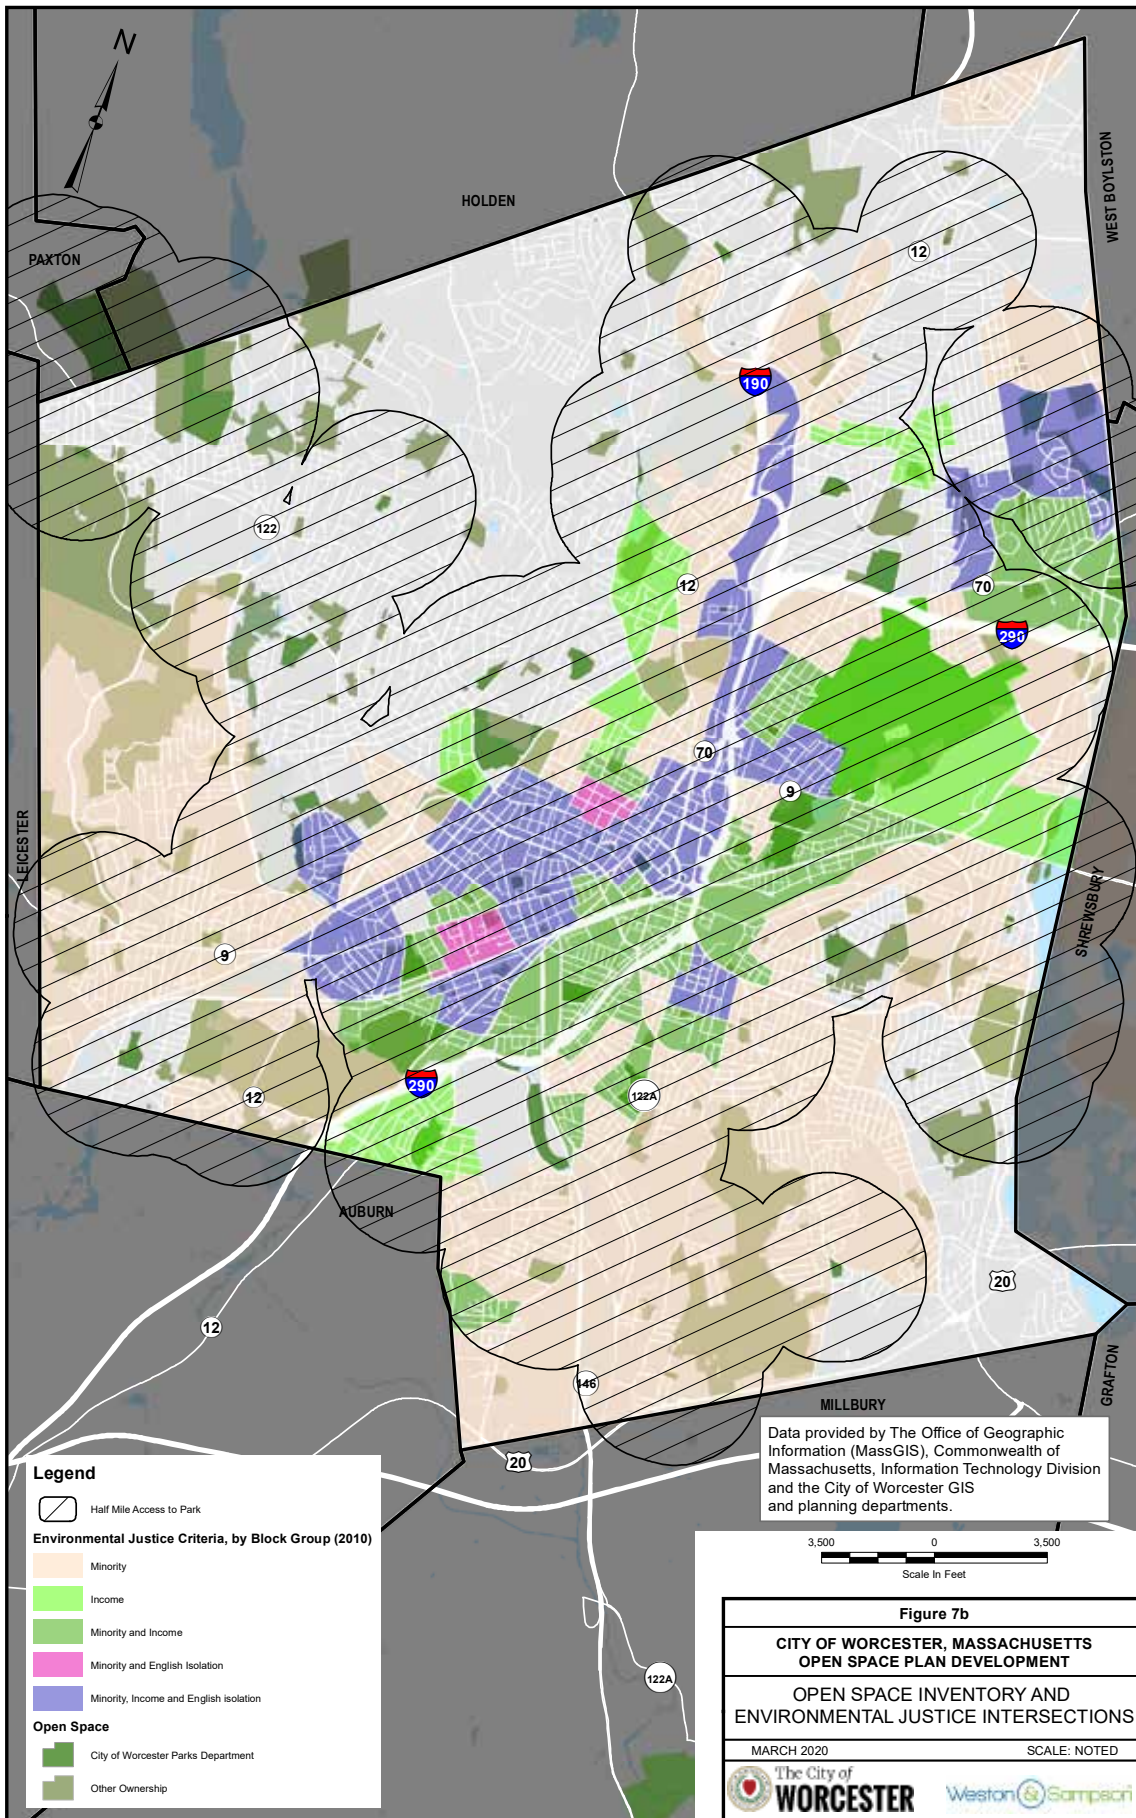 N
HOLDEN
WEST BOYLSTON
PAXTON
12
190
122
12
70
290
70
9
LEICESTER
SHREWSBURY
9
290
12
122A
AUBURN
20
12
146
GRAFTON
MILLBURY
20
122A
Data provided by The Office of Geographic
Information (MassGIS), Commonwealth of
Massachusetts, Information Technology Division
and the City of Worcester GIS
and planning departments.
3,500 0 3,500
Scale In Feet
Legend
Half Mile Access to Park
Environmental Justice Criteria, by Block Group (2010)
Minority
Income
Minority and Income
Minority and English Isolation
Minority, Income and English isolation
Open Space
City of Worcester Parks Department
Other Ownership
Figure 7b
CITY OF WORCESTER, MASSACHUSETTS
OPEN SPACE PLAN DEVELOPMENT
OPEN SPACE INVENTORY AND
ENVIRONMENTAL JUSTICE INTERSECTIONS
MARCH 2020 SCALE: NOTED
The City of
WORCESTER
Weston & Sampson